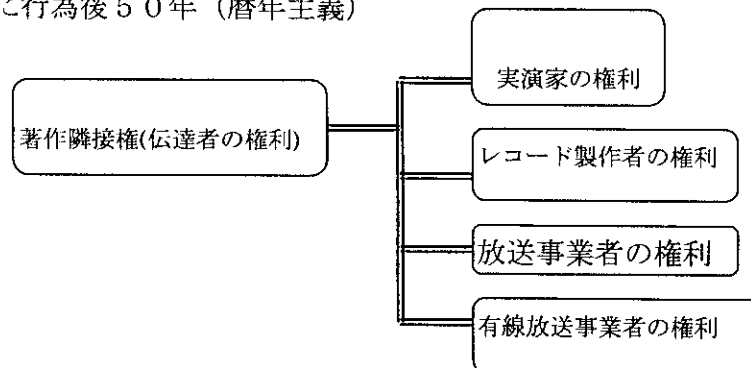 に行為後５０年（暦年主義）
実演家の権利
著作隣接権(伝達者の権利)
レコード製作者の権利
放送事業者の権利
有線放送事業者の権利